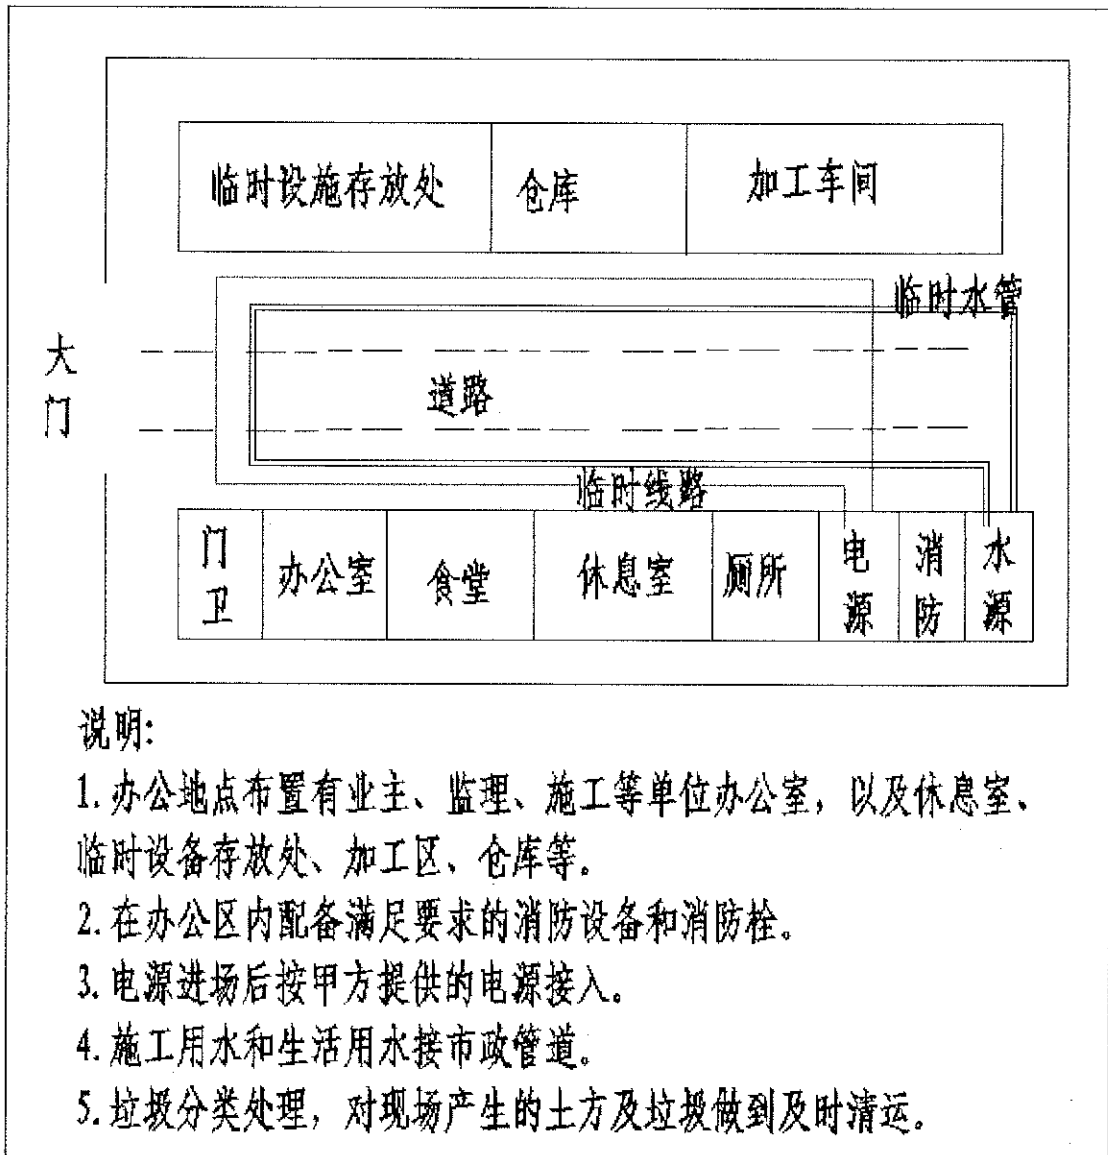 临时设施存放处
仓库
加工车间
临时水管
大门
道路
临时线路
门卫
办公室
食堂
休息室
厕所
电源
消防
水源
说明:
1.办公地点布置有业主、监理、施工等单位办公室，以及休息室、
临时设备存放处、加工区、仓库等。
2.在办公区内配备满足要求的消防设备和消防栓。
3.电源进场后按甲方提供的电源接入。
4.施工用水和生活用水接市政管道。
5.垃圾分类处理，对现场产生的土方及垃圾做到及时清运。